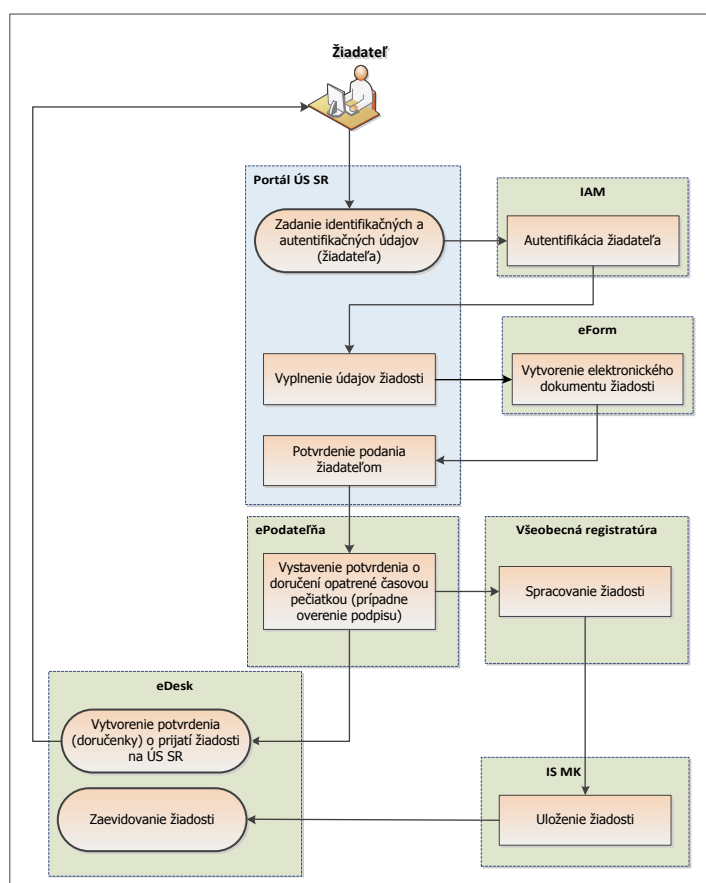 Žiadateľ
Portál ÚS SR
Zadanie identifikačných a
autentifikačných údajov
(žiadateľa)
IAM
Autentifikácia žiadateľa
eForm
Vyplnenie údajov žiadosti
Vytvorenie elektronického
dokumentu žiadosti
Potvrdenie podania
žiadateľom
ePodateľňa
Vystavenie potvrdenia o
doručení opatrené časovou
pečiatkou (prípadne
overenie podpisu)
Všeobecná registratúra
Spracovanie žiadosti
eDesk
Vytvorenie potvrdenia
(doručenky) o prijatí žiadosti
na ÚS SR
IS MK
Zaevidovanie žiadosti
Uloženie žiadosti